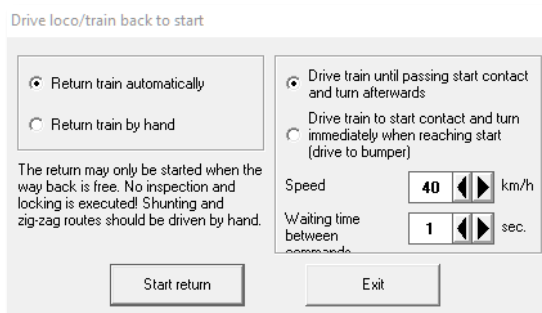 Drive loco/train back to start
Return train automatically
Return train by hand
The return may only be started when the
way back is free. No inspection and
locking is executed! Shunting and
zig-zag routes should be driven by hand.
Drive train until passing start contact
and turn afterwards
Drive train to start contact and turn
immediately when reaching start
(drive to bumper)
Speed
40
km/h
Waiting time
between
commands
1
sec.
Start return
Exit